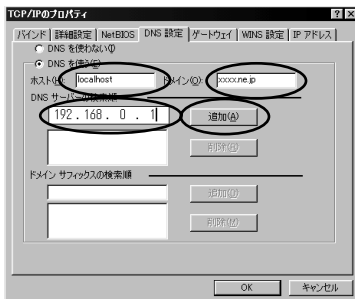 TCP/IPのプロパティ
バインド 詳細設定 NetBIOS DNS 設定 ゲートウェイ WINS 設定 IP アドレス
DNS を使わない(I)
DNS を使う(E)
ホスト(H): localhost ドメイン(O): xxxx.ne.jp
DNS サーバーの検索順
192.168. 0 . 1 追加(A)
削除(R)
ドメイン サフィックスの検索順
追加(D)
削除(M)
OK キャンセル